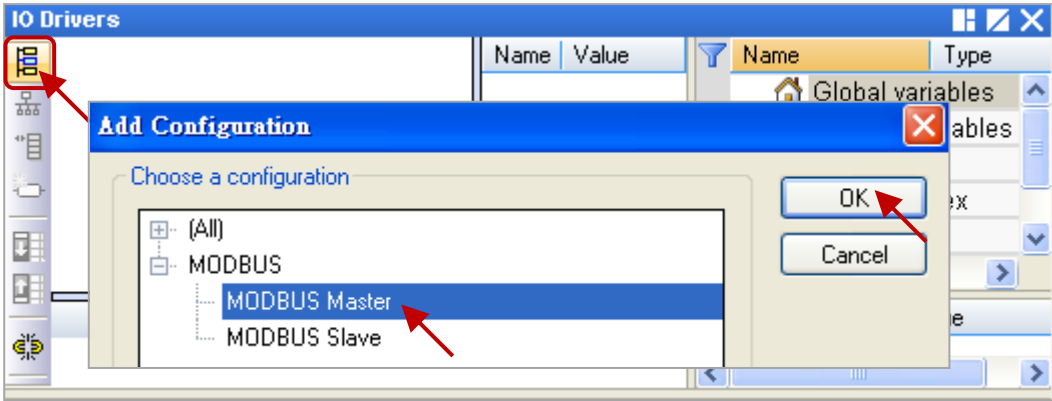 IO Drivers
Name Value
Name Type
Global variables
Add Configuration
ables
Choose a configuration
OK
ex
(All)
MODBUS
Cancel
MODBUS Master
MODBUS Slave